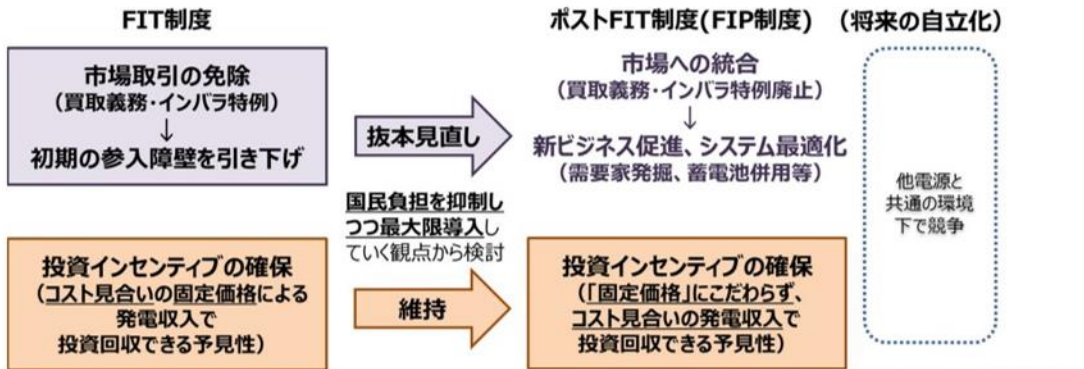 FIT制度
ポストFIT制度(FIP制度)
(将来の自立化)
市場取引の免除
(買取義務・インバラ特例)
↓
初期の参入障壁を引き下げ
抜本見直し
市場への統合
(買取義務・インバラ特例廃止)
↓
新ビジネス促進、システム最適化
(需要家発掘、蓄電池併用等)
国民負担を抑制し
つつ最大限導入し
ていく観点から検討
投資インセンティブの確保
(コスト見合いの固定価格による
発電収入で
投資回収できる予見性)
維持
投資インセンティブの確保
(「固定価格」にこだわらず、
コスト見合いの発電収入で
投資回収できる予見性)
他電源と
共通の環境
下で競争